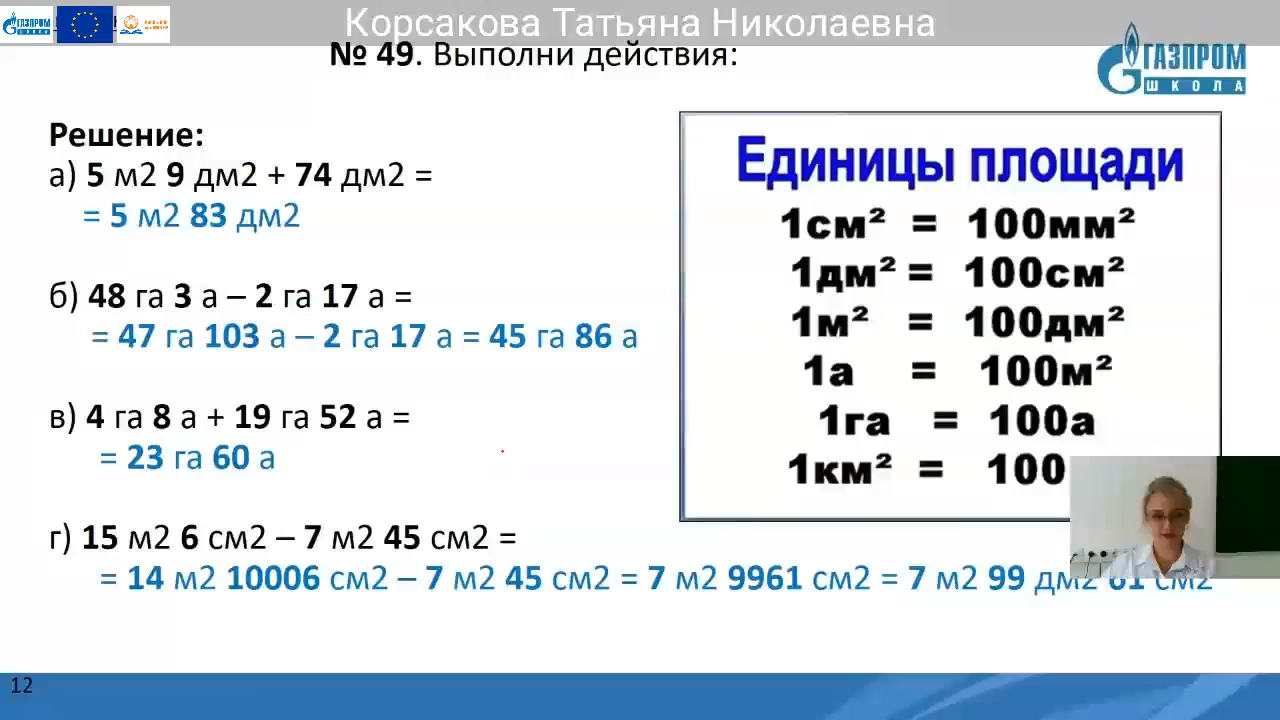 Корсакова Татьяна Николаевна
№ 49. Выполни действия:
ГАЗПРОМ
ШКОЛА
Решение:
а) 5 м2 9 дм2 + 74 дм2 =
= 5 м2 83 дм2
б) 48 га 3 а – 2 га 17 а =
= 47 га 103 а – 2 га 17 а = 45 га 86 а
в) 4 га 8 а + 19 га 52 а =
= 23 га 60 а
г) 15 м2 6 см2 – 7 м2 45 см2 =
= 14 м2 10006 см2 – 7 м2 45 см2 = 7 м2 9961 см2 = 7 м2 99 дм2 61 см2
Единицы площади
1см² = 100мм²
1дм² = 100см²
1м² = 100дм²
1а = 100м²
1га = 100а
1км² = 100
12